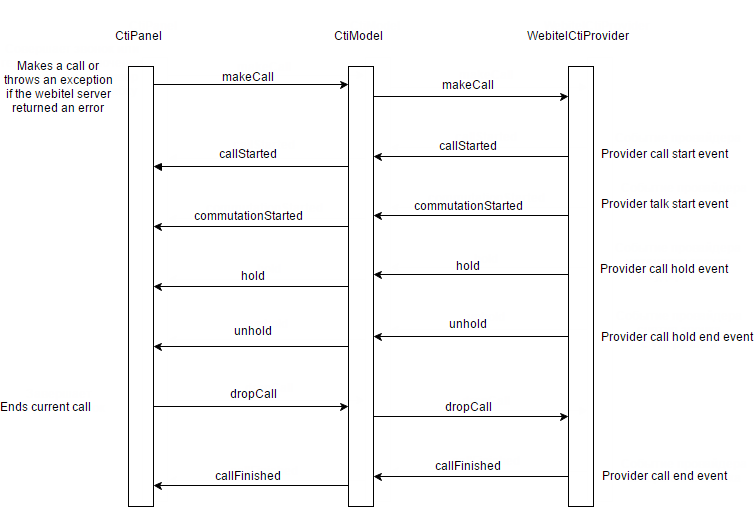 CtiPanel
CtiModel
WebitelCtiProvider
Makes a call or
throws an exception
if the webitel server
returned an error
makeCall
makeCall
callStarted
callStarted
Provider call start event
commutationStarted
commutationStarted
Provider talk start event
hold
hold
Provider call hold event
unhold
unhold
Provider call hold end event
Ends current call
dropCall
dropCall
callFinished
callFinished
Provider call end event